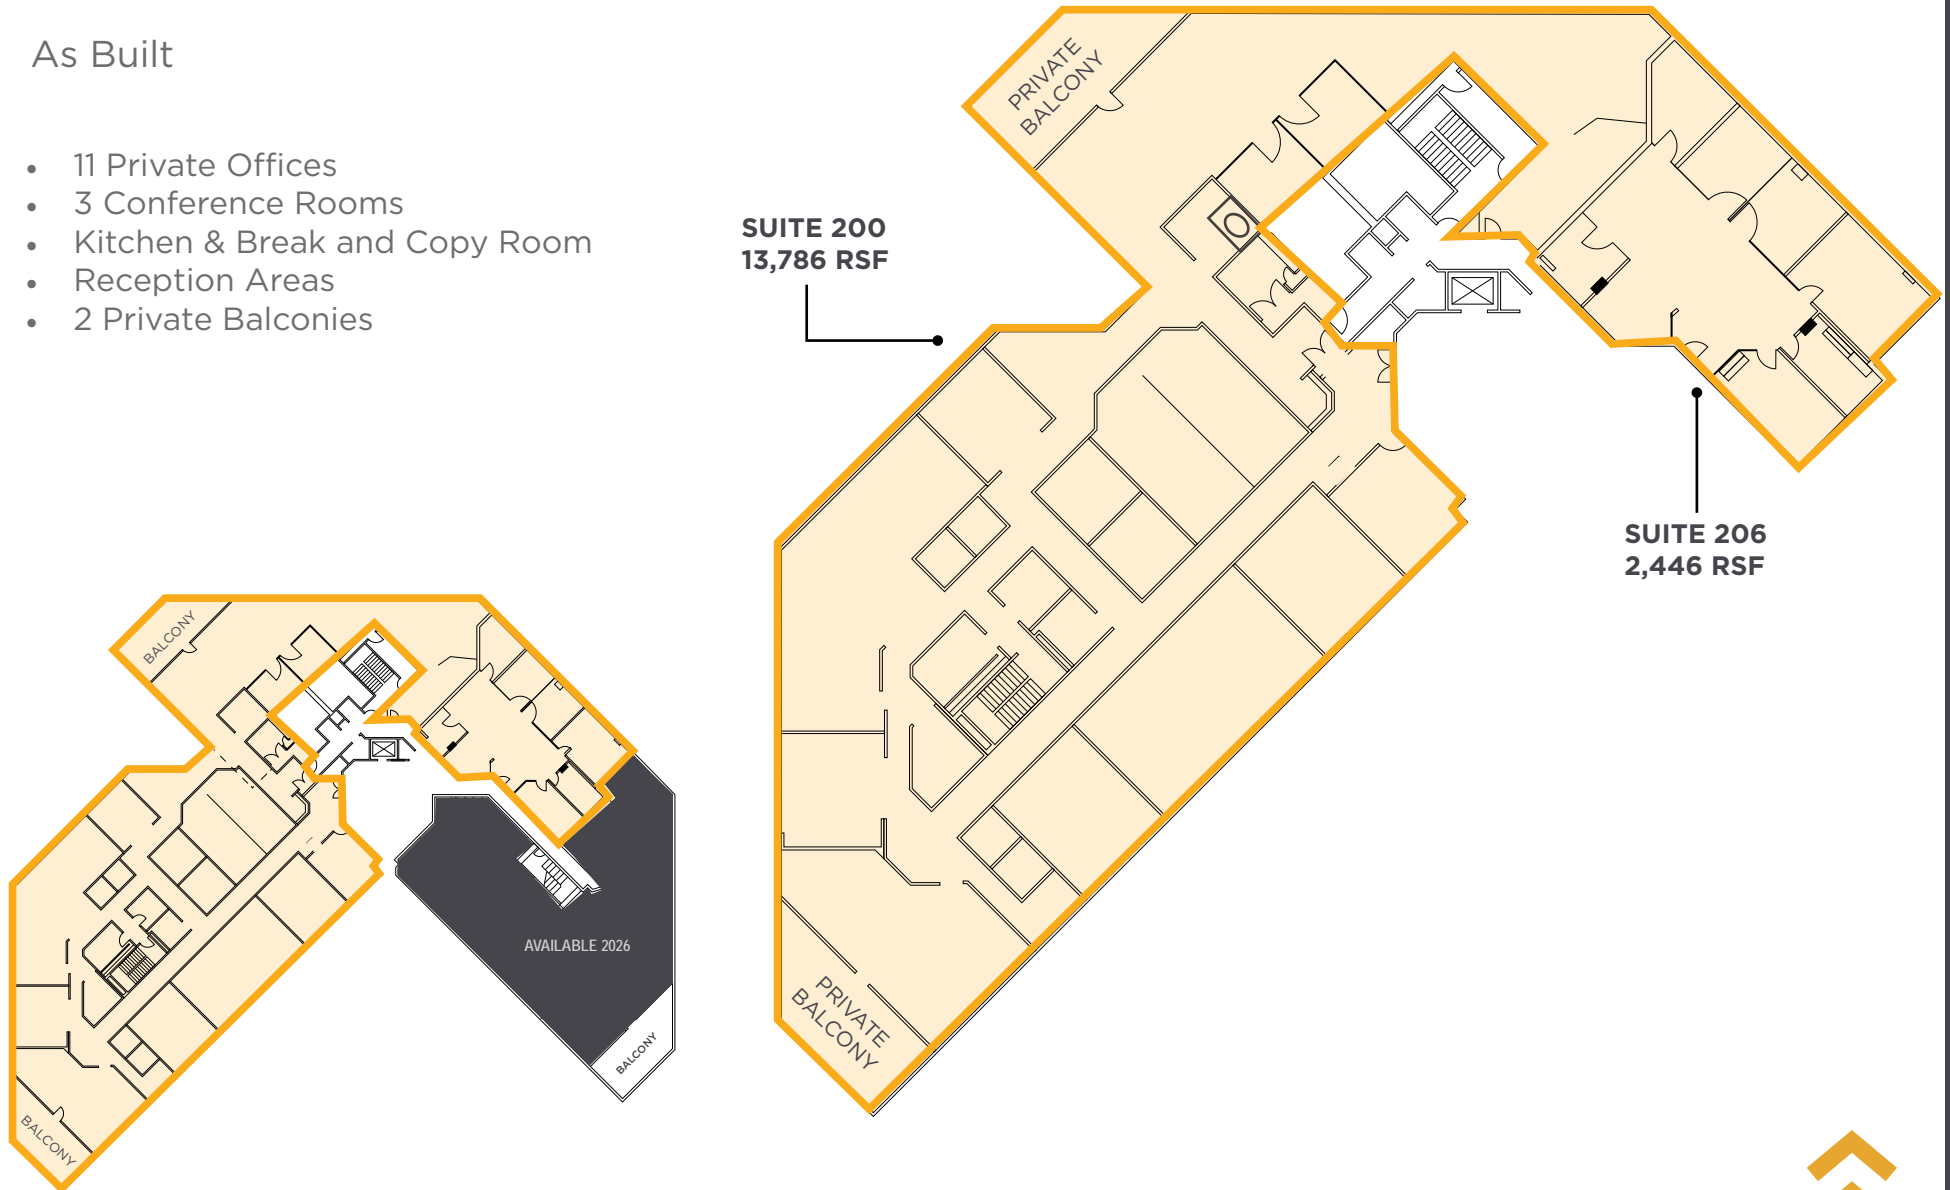 As Built
• 11 Private Offices
• 3 Conference Rooms
• Kitchen & Break and Copy Room
• Reception Areas
• 2 Private Balconies
PRIVATE
BALCONY
SUITE 200
13,786 RSF
SUITE 206
2,446 RSF
PRIVATE
BALCONY
BALCONY
AVAILABLE 2026
BALCONY
BALCONY